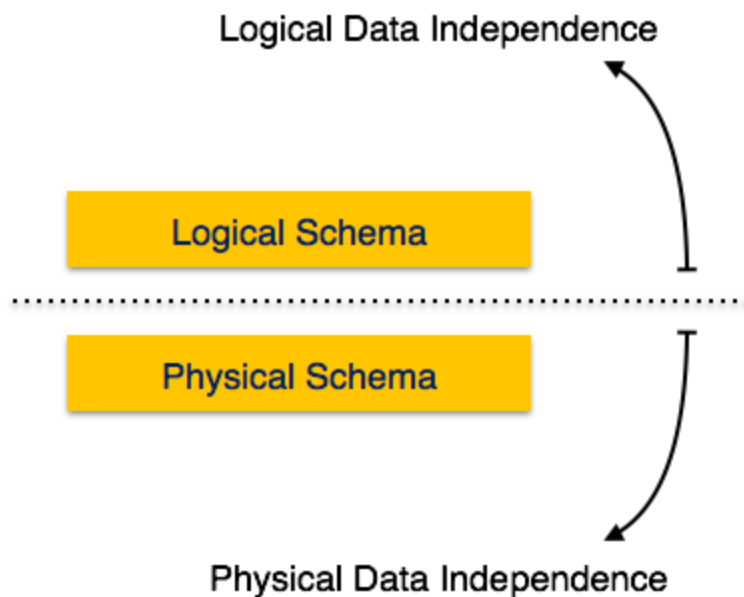 Logical Data Independence
Logical Schema
Physical Schema
Physical Data Independence